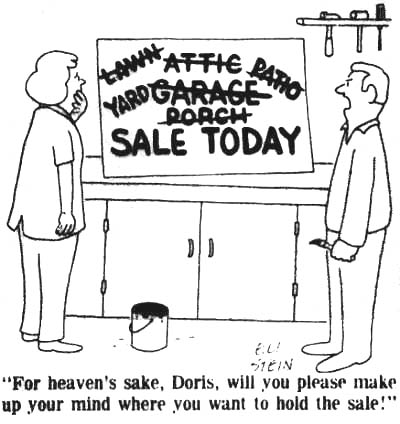 LAWN ATTIC PATIO
YARD GARAGE
PORCH
SALE TODAY
ELI
STEIN
"For heaven's sake, Doris, will you please make
up your mind where you want to hold the sale!"